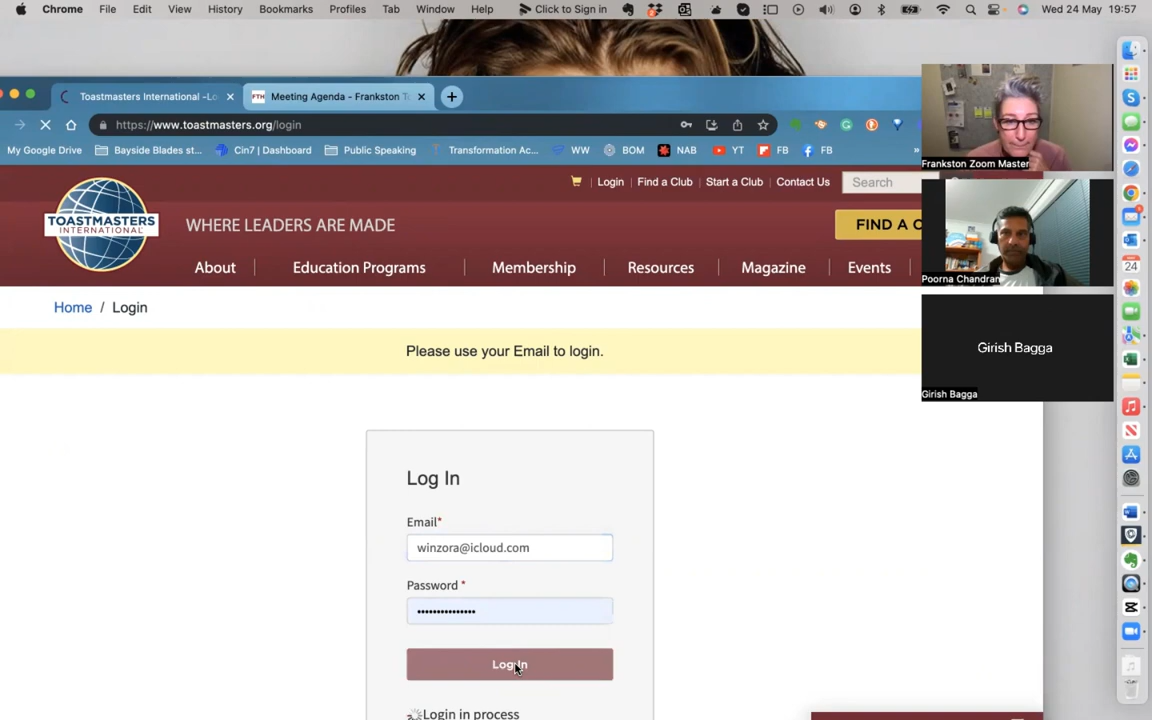 Chrome File Edit View History Bookmarks Profiles Tab Window Help Click to Sign in Wed 24 May 19:57
Toastmasters International -Lo
Meeting Agenda - Frankston To
https://www.toastmasters.org/login
My Google Drive Bayside Blades st... Cin7 | Dashboard Public Speaking Transformation Ac... WW BOM NAB YT FB FB »
Login Find a Club Start a Club Contact Us Search
TOASTMASTERS
INTERNATIONAL
WHERE LEADERS ARE MADE
FIND A C
About Education Programs Membership Resources Magazine Events
Home / Login
Please use your Email to login.
Log In
Email*
winzora@icloud.com
Password *
•••••••••••••••
Log In
Login in process
Frankston Zoom Master
Poorna Chandran
Girish Bagga
Girish Bagga
24